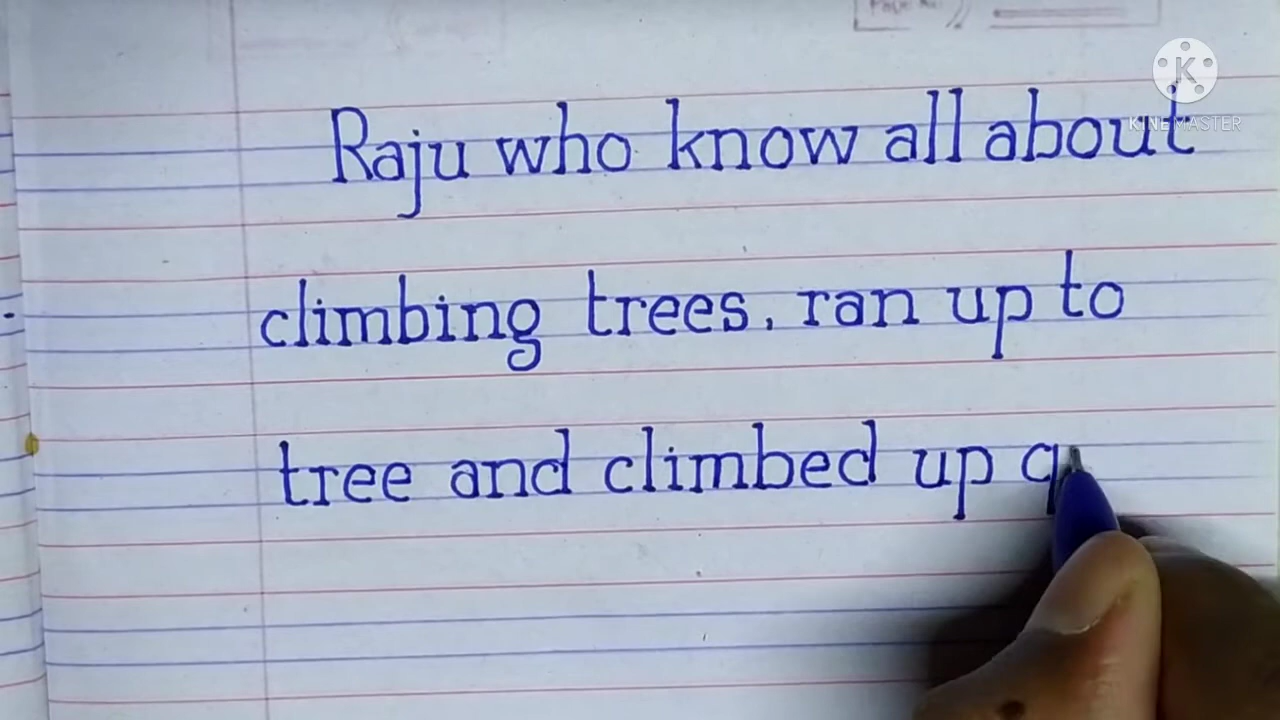 Raju who know all about
climbing trees, ran up to
tree and climbed up q
KINEMASTER